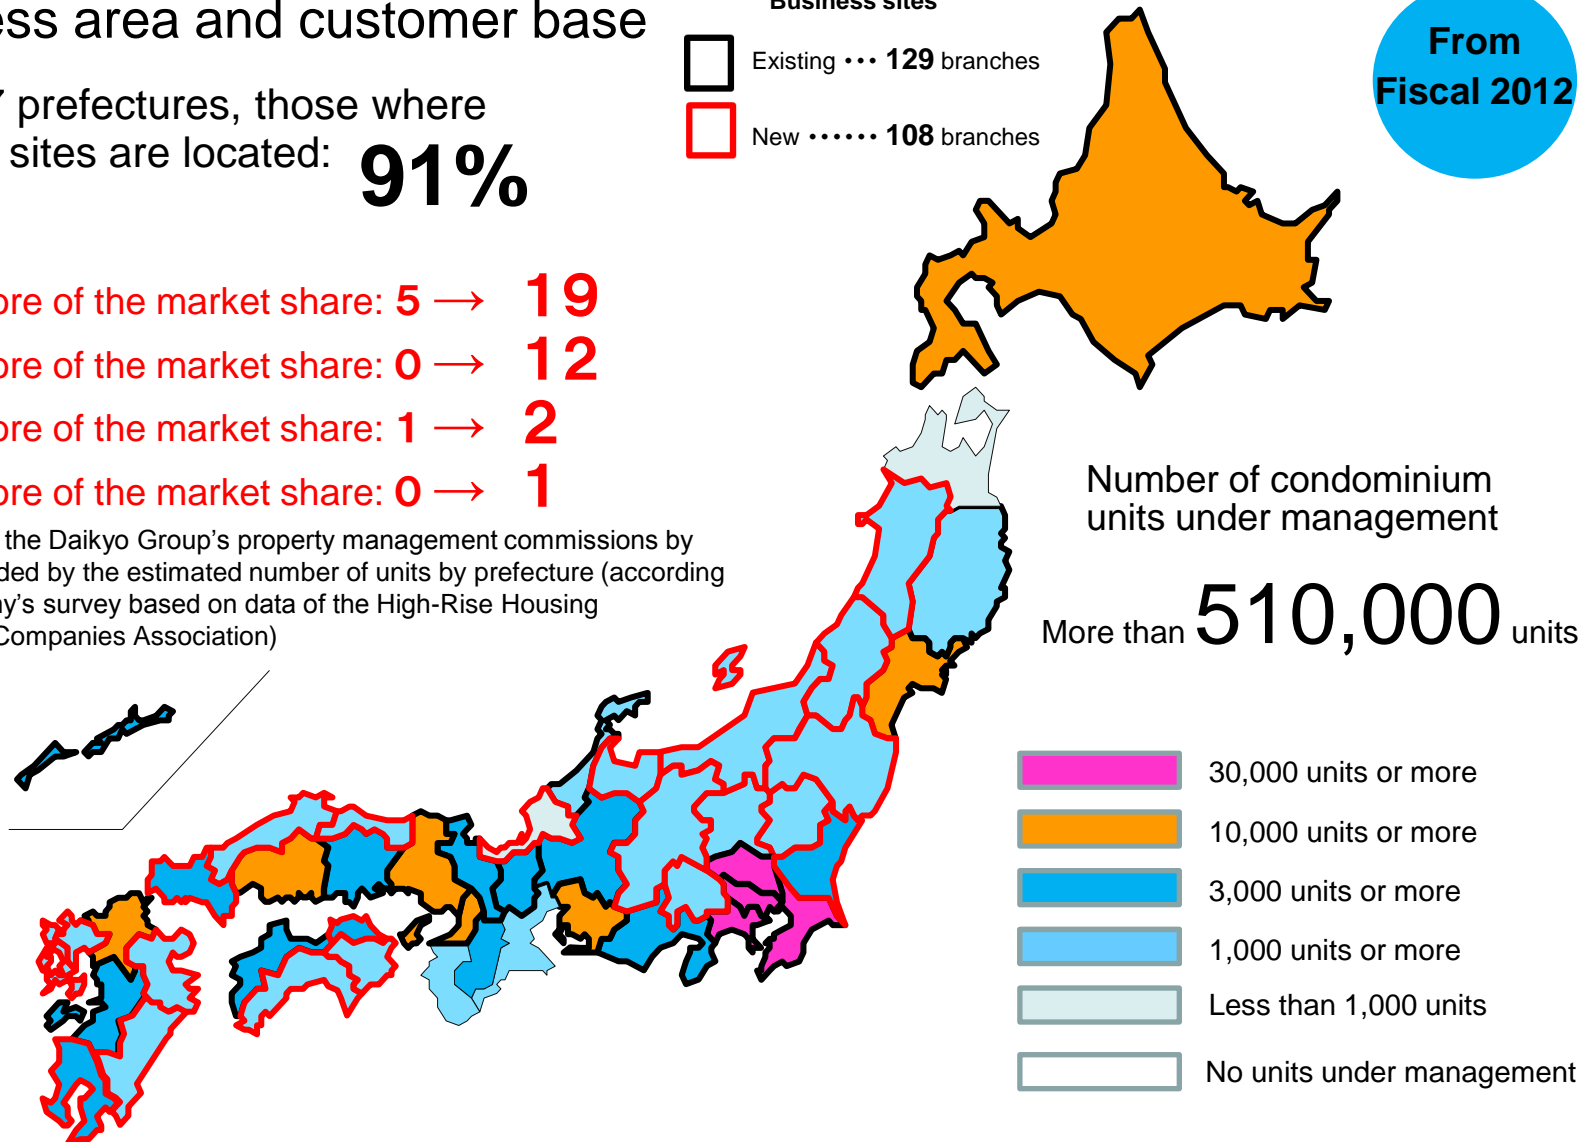 ess area and customer base
7 prefectures, those where
sites are located: 91%
ore of the market share: 5 → 19
ore of the market share: 0 → 12
ore of the market share: 1 → 2
ore of the market share: 0 → 1
the Daikyo Group's property management commissions by
ded by the estimated number of units by prefecture (according
ny's survey based on data of the High-Rise Housing
Companies Association)
Business sites
Existing ••• 129 branches
New •••••• 108 branches
From
Fiscal 2012
Number of condominium
units under management
More than 510,000 units
30,000 units or more
10,000 units or more
3,000 units or more
1,000 units or more
Less than 1,000 units
No units under management